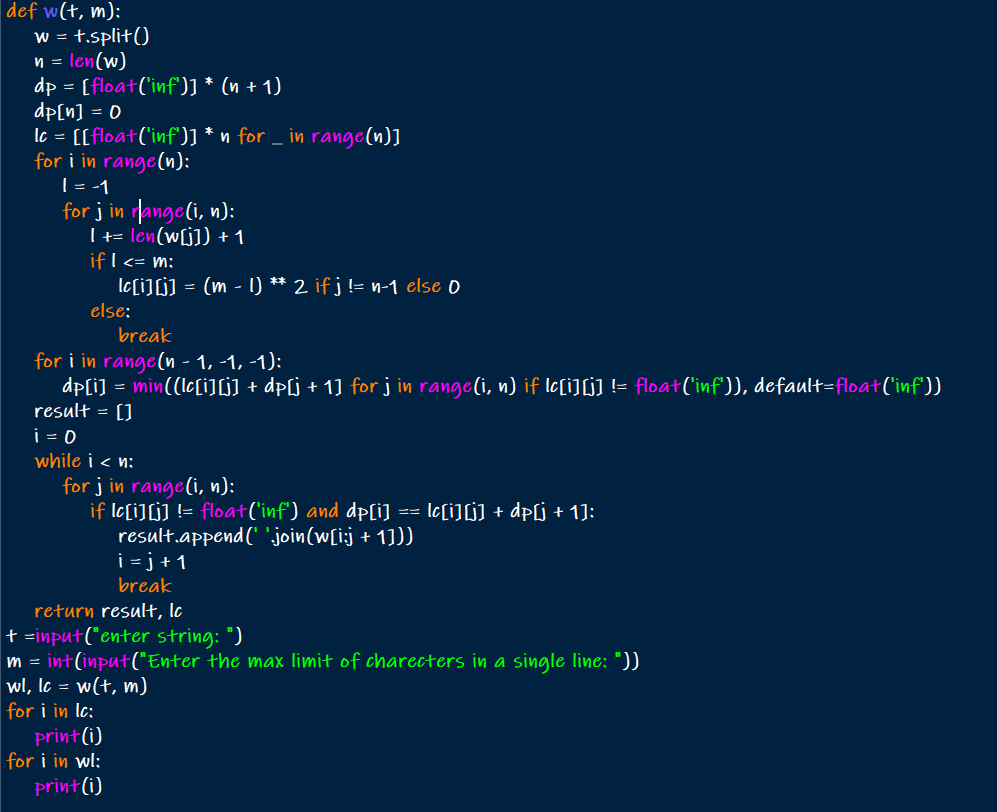 def w(t, m):
    w = t.split()
    n = len(w)
    dp = [float('inf')] * (n + 1)
    dp[n] = 0
    lc = [[float('inf')] * n for _ in range(n)]
    for i in range(n):
        l = -1
        for j in range(i, n):
            l += len(w[j]) + 1
            if l <= m:
                lc[i][j] = (m - l) ** 2 if j != n-1 else 0
            else:
                break
    for i in range(n - 1, -1, -1):
        dp[i] = min((lc[i][j] + dp[j + 1] for j in range(i, n) if lc[i][j] != float('inf')), default=float('inf'))
    result = []
    i = 0
    while i < n:
        for j in range(i, n):
            if lc[i][j] != float('inf') and dp[i] == lc[i][j] + dp[j + 1]:
                result.append(' '.join(w[i:j + 1]))
                i = j + 1
                break
    return result, lc
t =input("enter string: ")
m = int(input("Enter the max limit of charecters in a single line: "))
wl, lc = w(t, m)
for i in lc:
    print(i)
for i in wl:
    print(i)